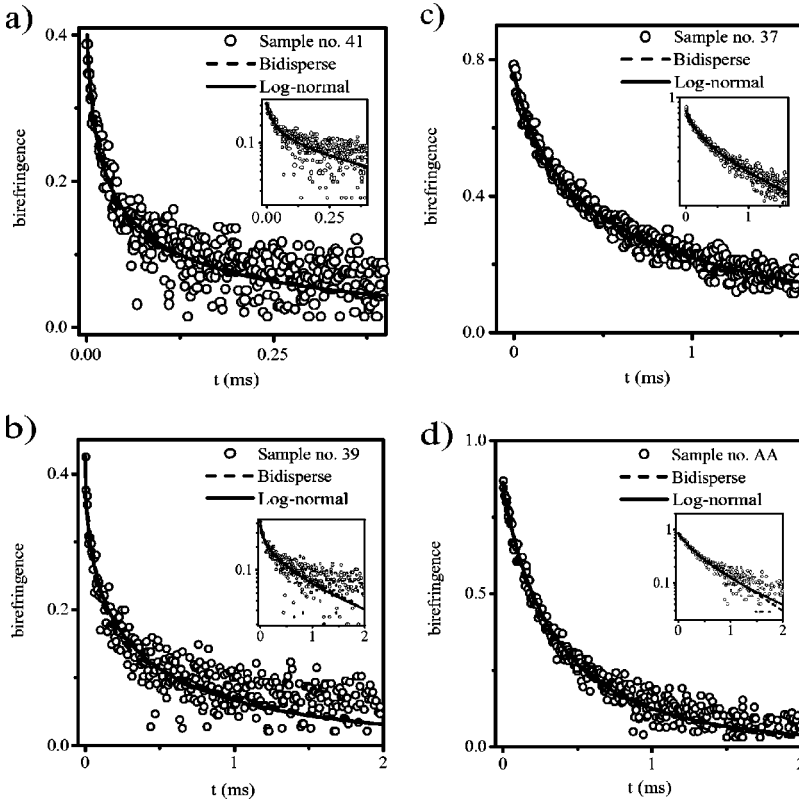 a)
0.4
0.2
0.0
birefringence
Sample no. 41
Bidisperse
Log-normal
0.1
0.00
0.25
0.00
0.25
t (ms)
c)
0.8
0.4
0.0
birefringence
Sample no. 37
Bidisperse
Log-normal
1
0
1
0
1
t (ms)
b)
0.4
0.2
0.0
birefringence
Sample no. 39
Bidisperse
Log-normal
0.1
0
1
2
0
1
2
t (ms)
d)
1.0
0.5
0.0
birefringence
Sample no. AA
Bidisperse
Log-normal
1
0.1
0
1
2
0
1
2
t (ms)